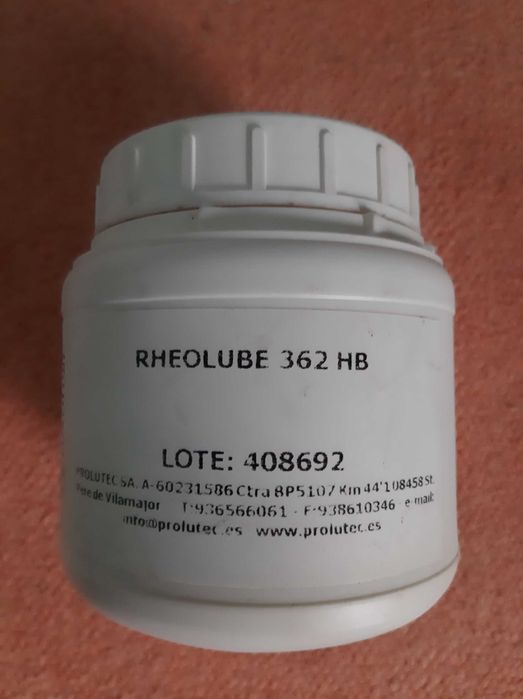 RHEOLUBE 362 HB
LOTE: 408692
PROLUTEC SA. A-60231586 Ctra BP5107 Km 44'108458 St.
Pere de Vilamajor T:936566061 - F:938610346 e-mail:
info@prolutec.es www.prolutec.es